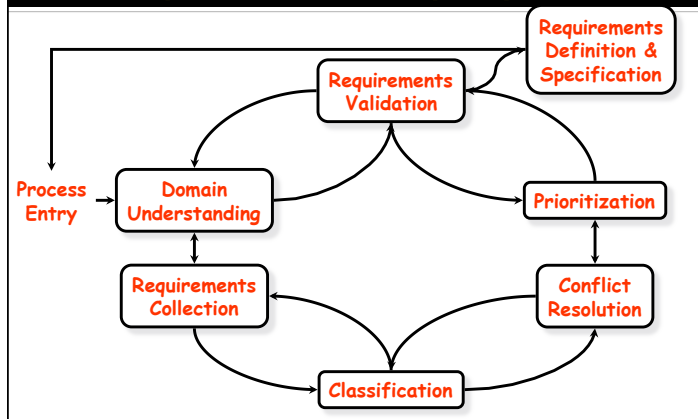 Requirements
Definition &
Specification
Requirements
Validation
Process
Entry
Domain
Understanding
Prioritization
Requirements
Collection
Conflict
Resolution
Classification